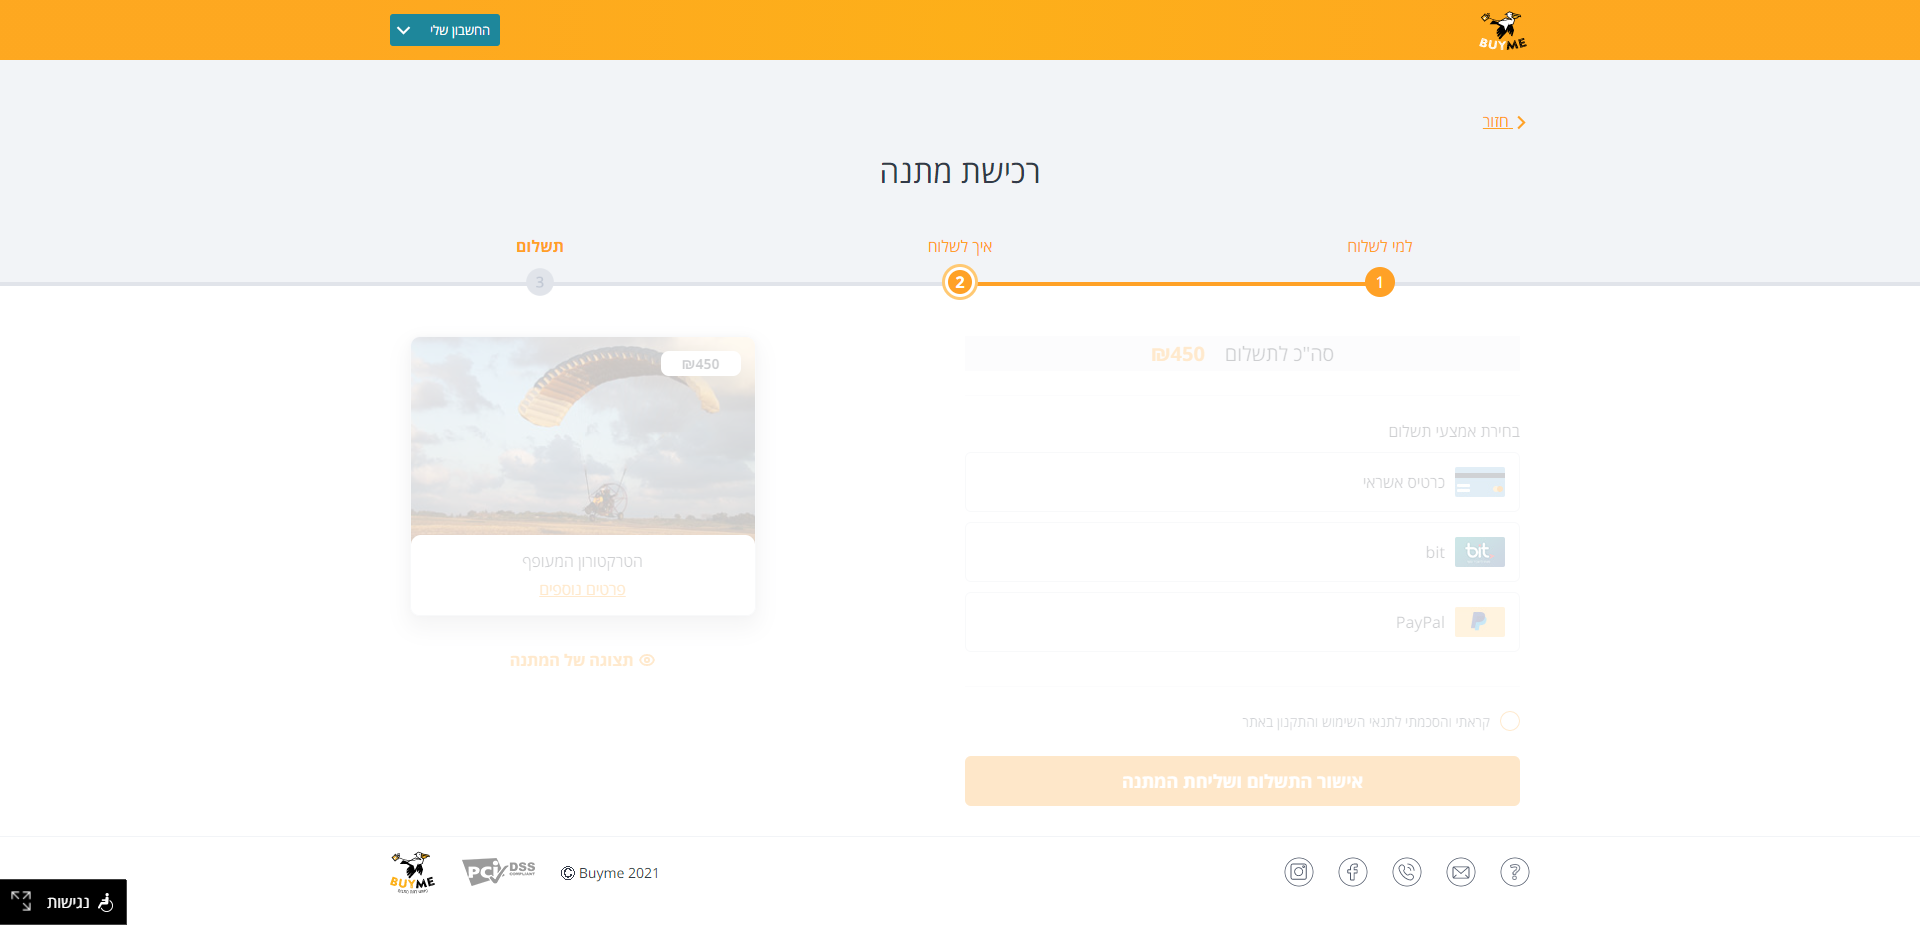 BUYME
החשבון שלי
חזור
רכישת מתנה
למי לשלוח
איך לשלוח
תשלום
1
2
3
סה"כ לתשלום ₪450
בחירת אמצעי תשלום
כרטיס אשראי
bit
bit
PayPal
קראתי והסכמתי לתנאי השימוש והתקנון באתר
אישור התשלום ושליחת המתנה
₪450
הטרקטורון המעופף
פרטים נוספים
תצוגה של המתנה
?
© Buyme 2021
PCI DSS
COMPLIANT
BUYME
נגישות